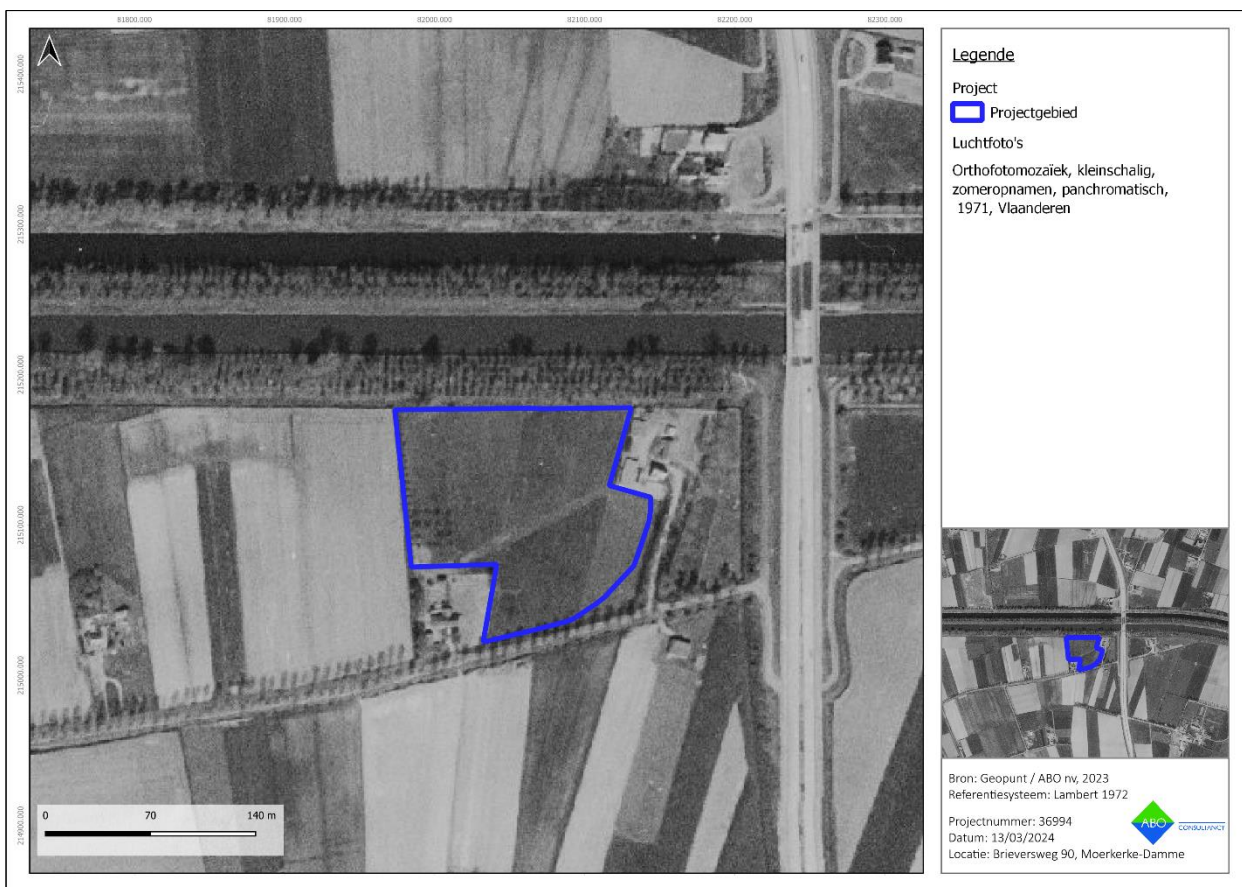 81800.000 81900.000 82000.000 82100.000 82200.000 82300.000
215400.000
215300.000
215200.000
215100.000
215000.000
214900.000
0 70 140 m
Legende
Project
Projectgebied
Luchtfoto's
Orthofotomozaïek, kleinschalig,
zomeropnamen, panchromatisch,
1971, Vlaanderen
Bron: Geopunt / ABO nv, 2023
Referentiesysteem: Lambert 1972
Projectnummer: 36994
Datum: 13/03/2024
Locatie: Brieversweg 90, Moerkerke-Damme
ABO
CONSULTANCY